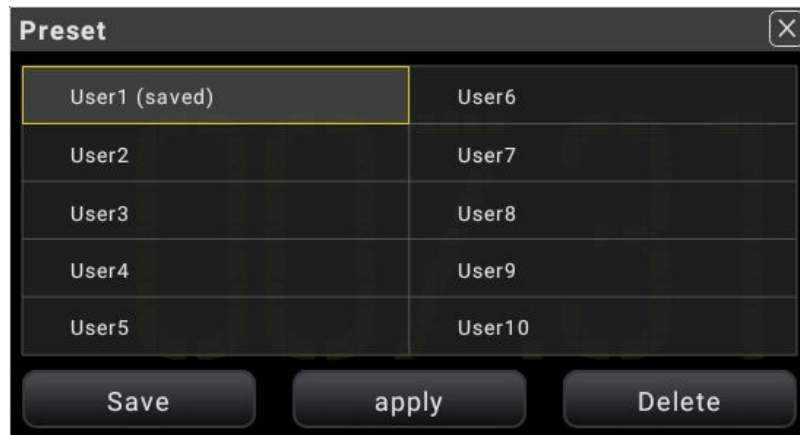 Preset
User1 (saved)
User6
User2
User7
User3
User8
User4
User9
User5
User10
Save
apply
Delete